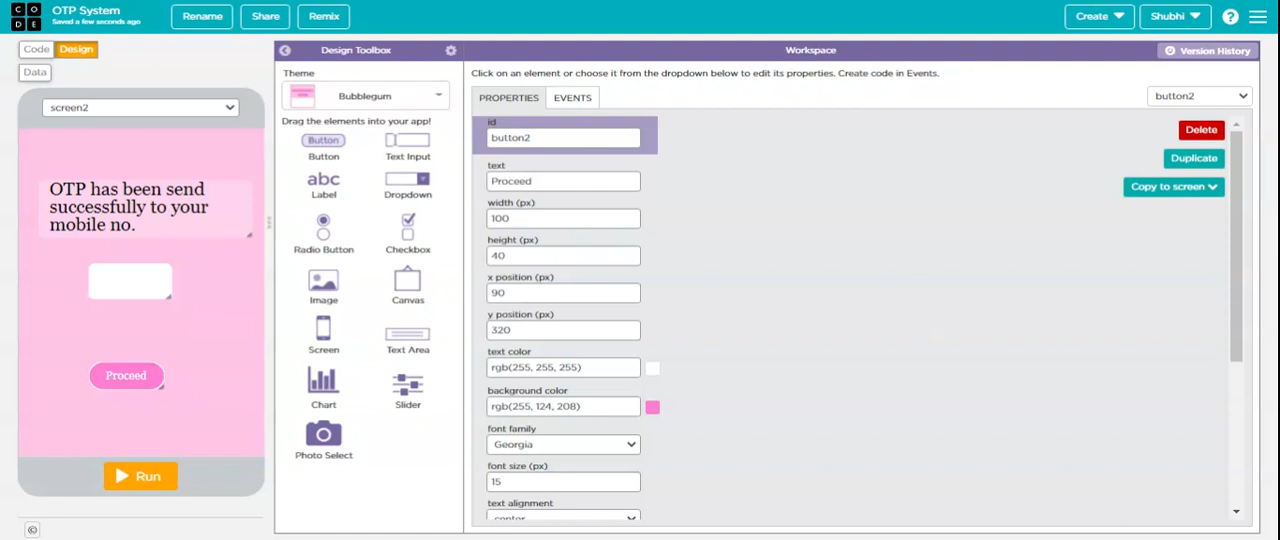 CO
DE
OTP System
Saved a few seconds ago
Rename
Share
Remix
Create
Shubhi
?
Code
Design
Data
Design Toolbox
Workspace
Version History
screen2
Theme
Bubblegum
Drag the elements into your app!
Button
Button
Text Input
abc
Label
Dropdown
Radio Button
Checkbox
Image
Canvas
Screen
Text Area
Chart
Slider
Photo Select
OTP has been send
successfully to your
mobile no.
Proceed
Run
©
Click on an element or choose it from the dropdown below to edit its properties. Create code in Events.
PROPERTIES
EVENTS
button2
id
button2
Delete
text
Proceed
Duplicate
Copy to screen
width (px)
100
height (px)
40
x position (px)
90
y position (px)
320
text color
rgb(255, 255, 255)
background color
rgb(255, 124, 208)
font family
Georgia
font size (px)
15
text alignment
center